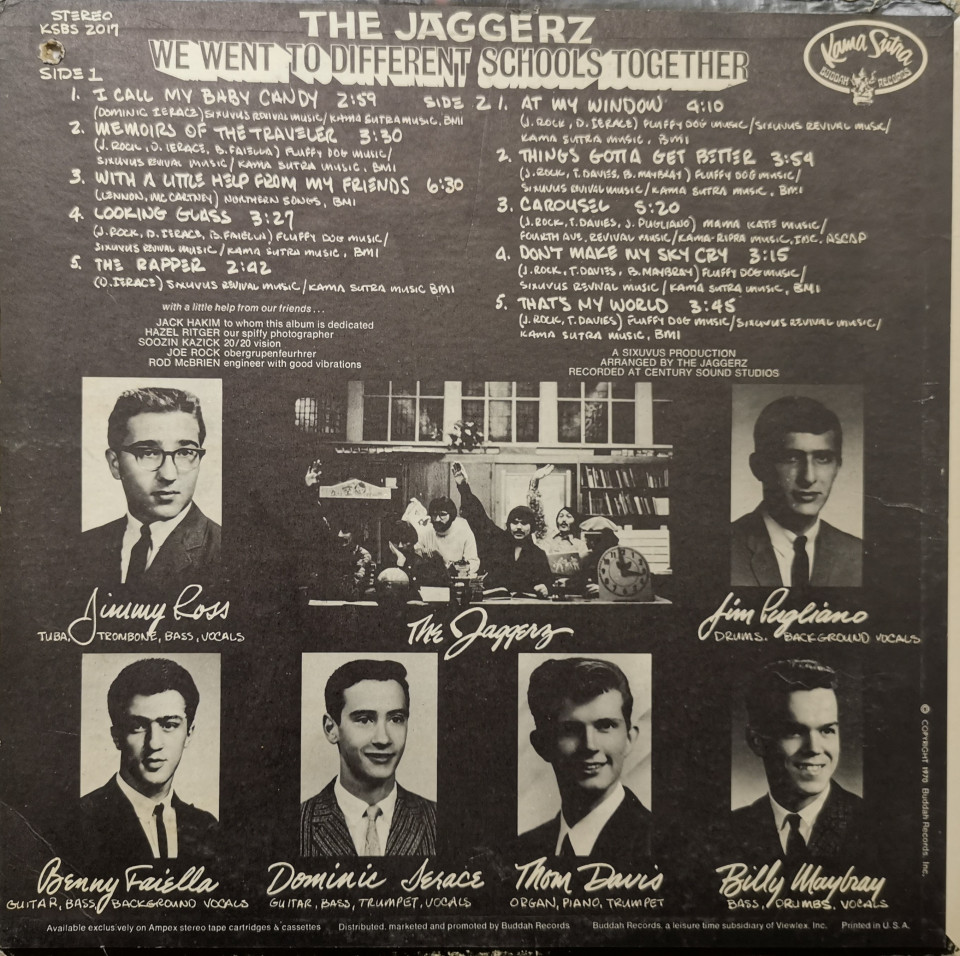 STEREO
KSBS 2017
THE JAGGERZ
WE WENT TO DIFFERENT SCHOOLS TOGETHER
Kama Sutra
BUDDAH RECORDS
SIDE 1
1. I CALL MY BABY CANDY 2:59
(DOMINIC IERACE) SIXUVUS REVIVAL MUSIC/KAMA SUTRA MUSIC, BMI
2. MEMOIRS OF THE TRAVELER 3:30
(J. ROCK, D. IERACE, B. FAIELLA) FLUFFY DOG MUSIC/
SIXUVUS REVIVAL MUSIC/KAMA SUTRA MUSIC, BMI
3. WITH A LITTLE HELP FROM MY FRIENDS 6:30
(LENNON, MC CARTNEY) NORTHERN SONGS, BMI
4. LOOKING GLASS 3:27
(J. ROCK, D. IERACE, B. FAIELLA) FLUFFY DOG MUSIC/
SIXUVUS REVIVAL MUSIC/KAMA SUTRA MUSIC, BMI
5. THE RAPPER 2:42
(D. IERACE) SIXUVUS REVIVAL MUSIC/KAMA SUTRA MUSIC BMI
SIDE 2
1. AT MY WINDOW 4:10
(J. ROCK, D. IERACE) FLUFFY DOG MUSIC/SIXUVUS REVIVAL MUSIC/
KAMA SUTRA MUSIC, BMI
2. THINGS GOTTA GET BETTER 3:54
(J. ROCK, T. DAVIES, B. MAYBRAY) FLUFFY DOG MUSIC/
SIXUVUS REVIVAL MUSIC/KAMA SUTRA MUSIC, BMI
3. CAROUSEL 5:20
(J. ROCK, T. DAVIES, J. PUGLIANO) MAMA KATIE MUSIC/
FOURTH AVE, REVIVAL MUSIC/KAMA-RIPPA MUSIC, INC. ASCAP
4. DON'T MAKE MY SKY CRY 3:15
(J. ROCK, T. DAVIES, B. MAYBRAY) FLUFFY DOG MUSIC/
SIXUVUS REVIVAL MUSIC/KAMA SUTRA MUSIC, BMI
5. THAT'S MY WORLD 3:45
(J. ROCK, T. DAVIES) FLUFFY DOG MUSIC/SIXUVUS REVIVAL MUSIC/
KAMA SUTRA MUSIC, BMI
with a little help from our friends...
JACK HAKIM to whom this album is dedicated
HAZEL RITGER our spiffy photographer
SOOZIN KAZICK 20/20 vision
JOE ROCK obergrupenfeurhrer
ROD McBRIEN engineer with good vibrations
A SIXUVUS PRODUCTION
ARRANGED BY THE JAGGERZ
RECORDED AT CENTURY SOUND STUDIOS
Jimmy Ross
TUBA, TROMBONE, BASS, VOCALS
The Jaggerz
Jim Pugliano
DRUMS. BACKGROUND VOCALS
Benny Faiella
GUITAR, BASS, BACKGROUND VOCALS
Dominic Ierace
GUITAR, BASS, TRUMPET, VOCALS
Thom Davis
ORGAN, PIANO, TRUMPET
Billy Maybray
BASS, DRUMBS, VOCALS
© COPYRIGHT 1970 Buddah Records. Inc.
Available exclusively on Ampex stereo tape cartridges & cassettes
Distributed, marketed and promoted by Buddah Records
Buddah Records, a leisure time subsidiary of Viewlex, Inc.
Printed in U. S. A.